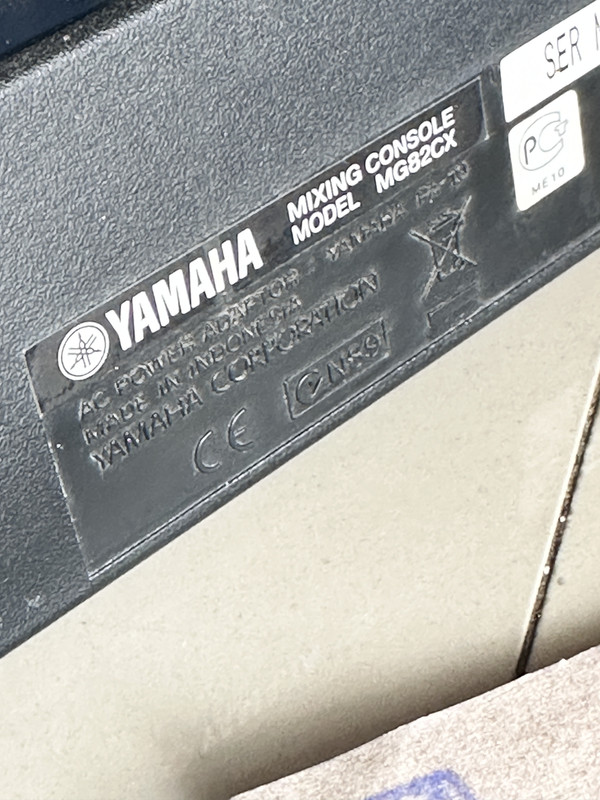 SER
PC
ME10
YAMAHA
MIXING CONSOLE
MODEL MG82CX
AC POWER ADAPTOR : YAMAHA PA-10
MADE IN INDONESIA
YAMAHA CORPORATION
CE
N89